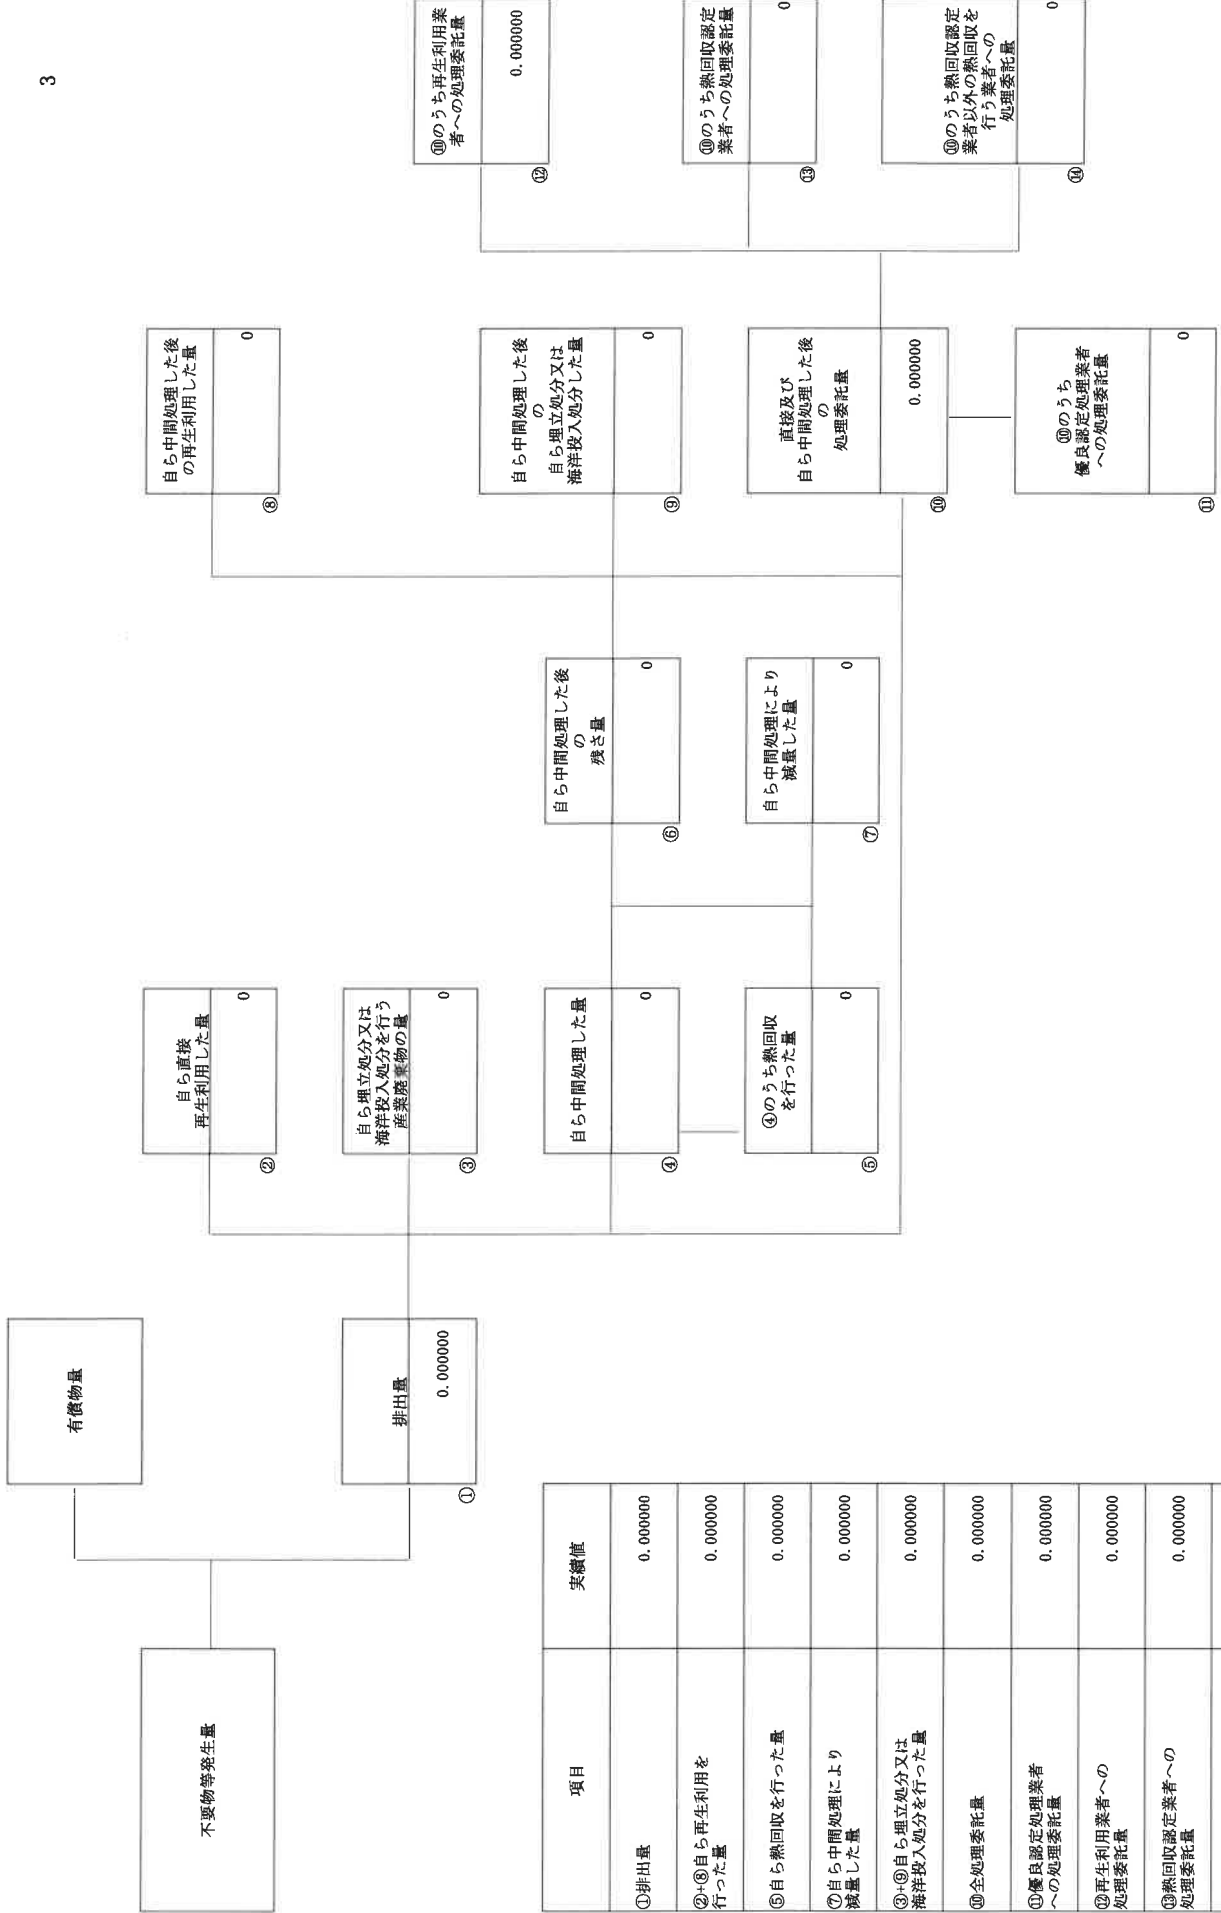 3
有償物量
不要物等発生量
排出量
0.000000
①
自ら直接
再生利用した量
0
②
自ら埋立処分又は
海洋投入処分を行う
産業廃棄物の量
0
③
自ら中間処理した量
0
④
④のうち熱回収
を行った量
0
⑤
自ら中間処理した後
の
残さ量
0
⑥
自ら中間処理により
減量した量
0
⑦
自ら中間処理した後
の再生利用した量
0
⑧
自ら中間処理した後
の
自ら埋立処分又は
海洋投入処分した量
0
⑨
直接及び
自ら中間処理した後
の
処理委託量
0.000000
⑩
⑩のうち
優良認定処理業者
への処理委託量
0
⑪
⑩のうち再生利用業
者への処理委託量
0.000000
⑫
⑩のうち熱回収認定
業者への処理委託量
0
⑬
⑩のうち熱回収認定
業者以外の熱回収を
行う業者への
処理委託量
0
⑭
項目 実績値
①排出量 0.000000
②+⑧自ら再生利用を
行った量 0.000000
⑤自ら熱回収を行った量 0.000000
⑦自ら中間処理により
減量した量 0.000000
③+⑨自ら埋立処分又は
海洋投入処分を行った量 0.000000
⑩全処理委託量 0.000000
⑪優良認定処理業者
への処理委託量 0.000000
⑫再生利用業者への
処理委託量 0.000000
⑬熱回収認定業者への
処理委託量 0.000000